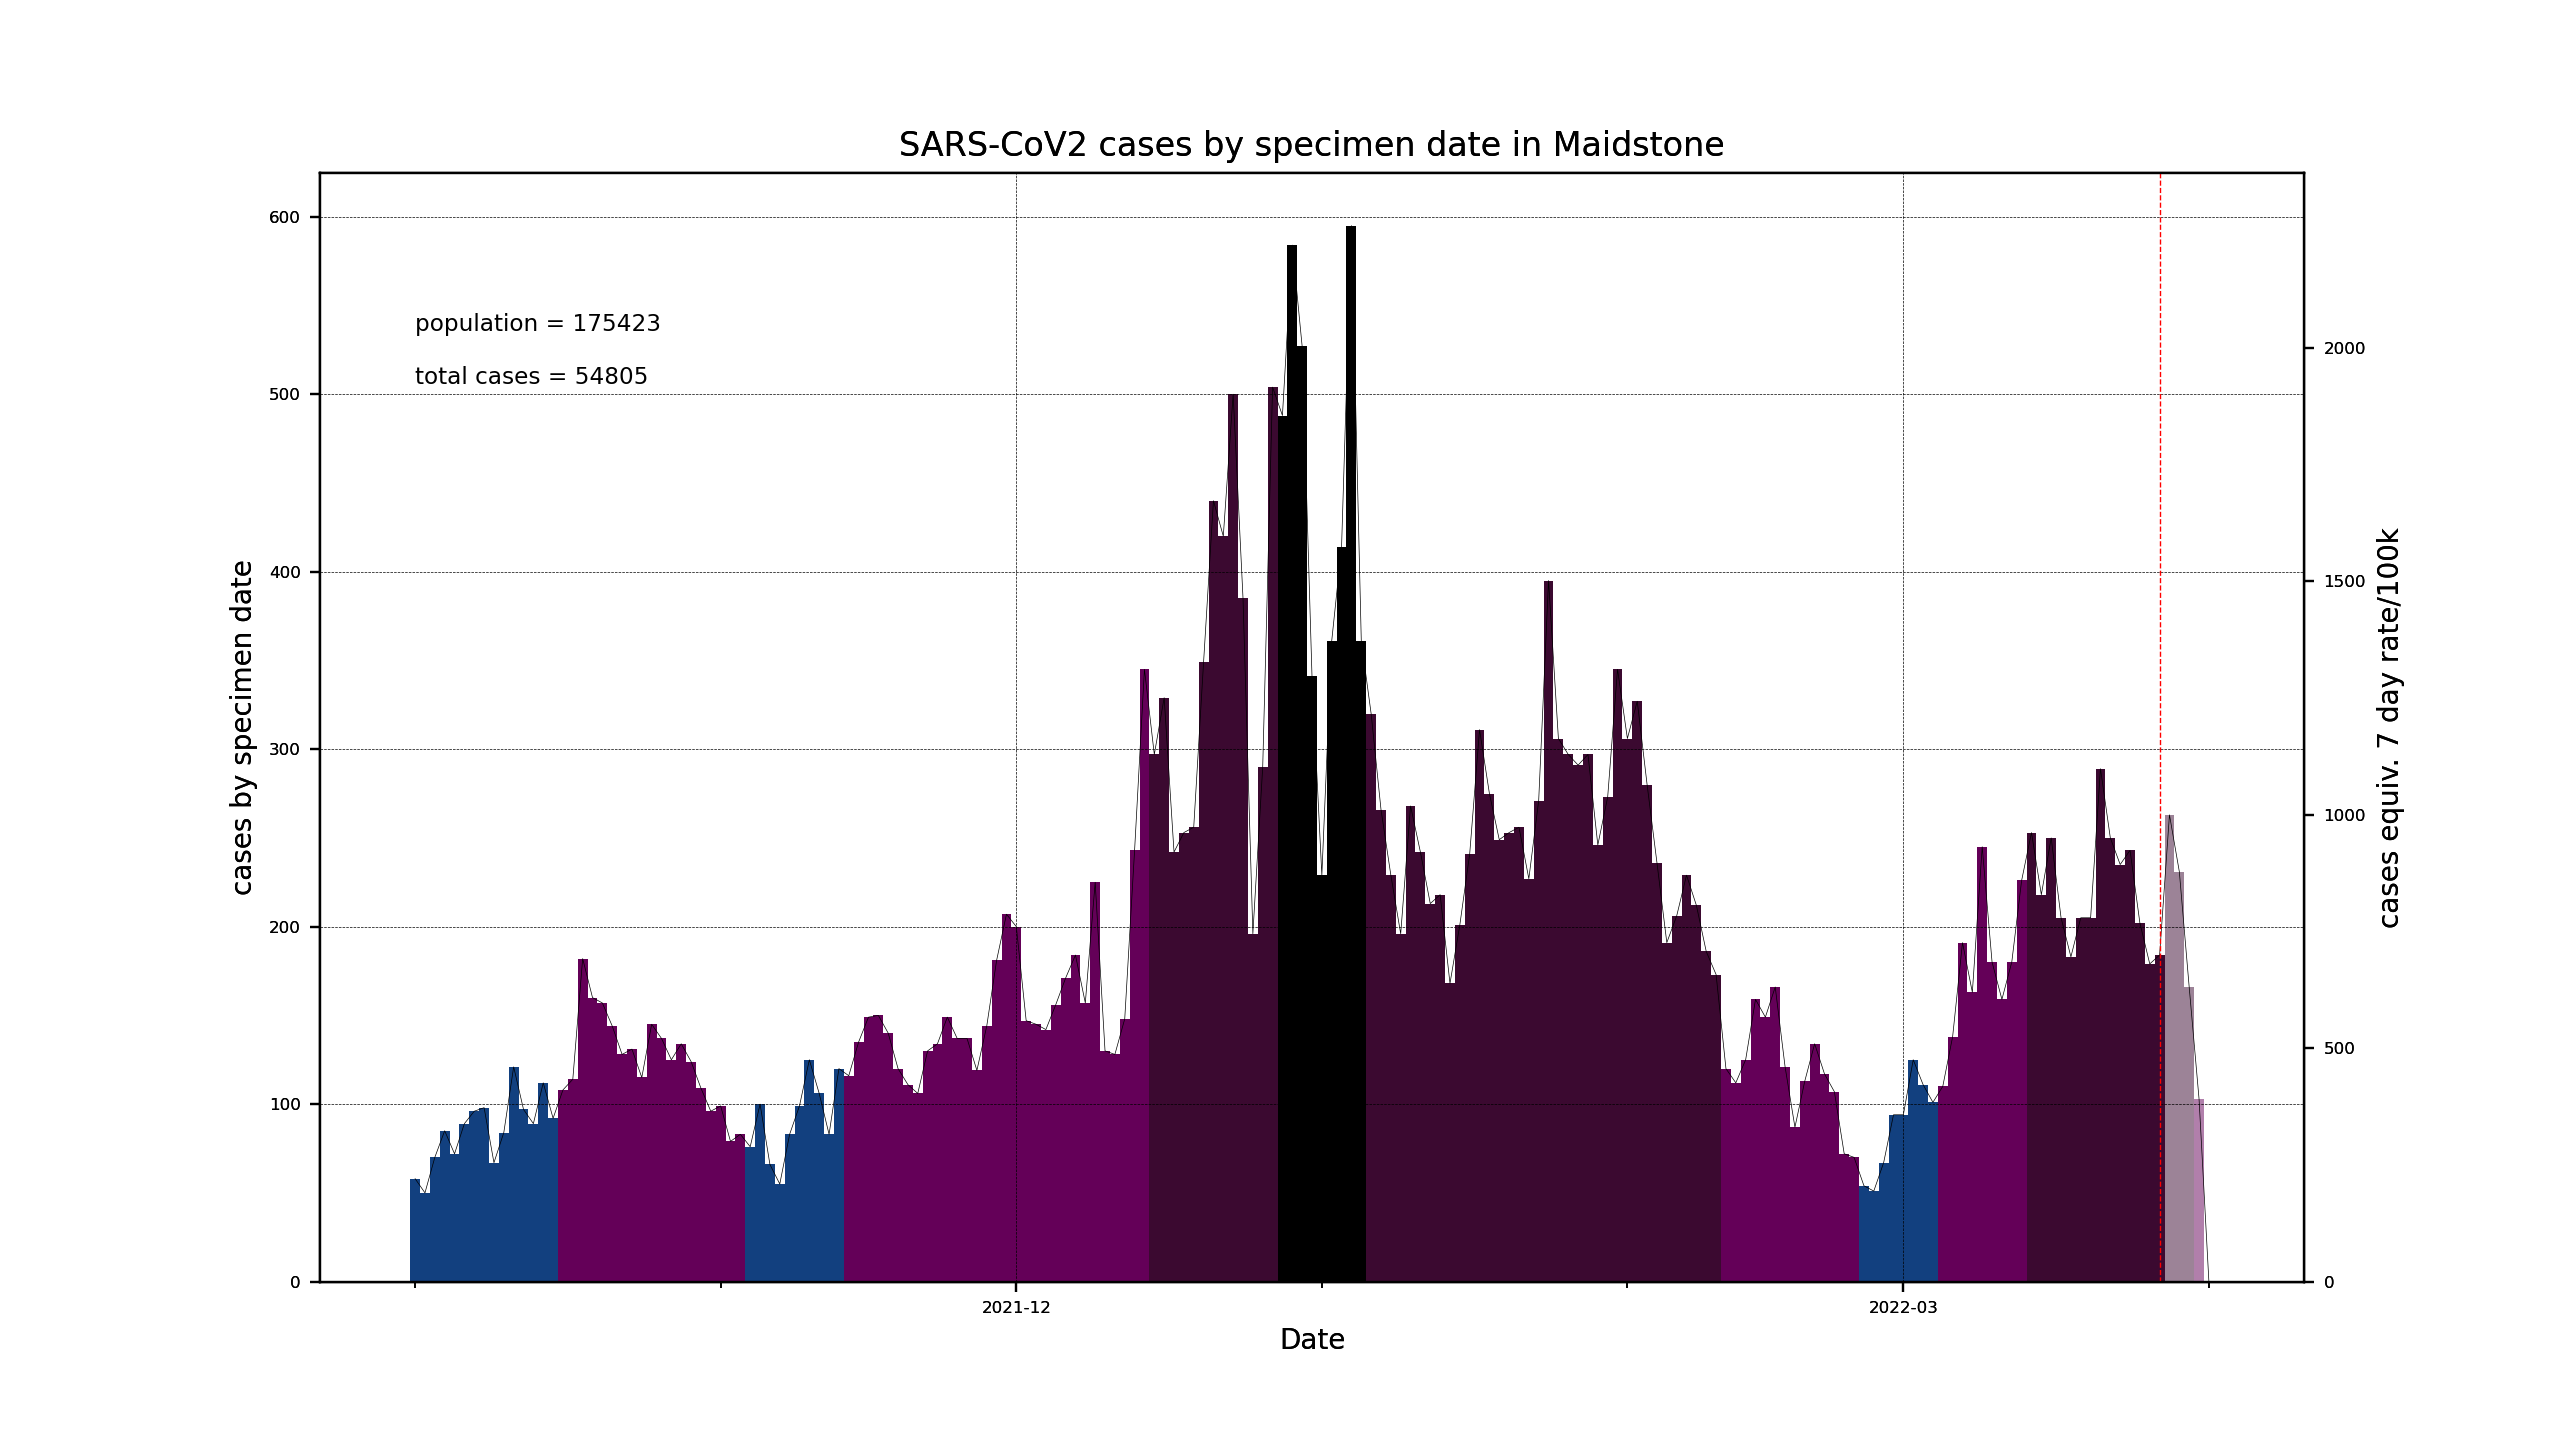 SARS-CoV2 cases by specimen date in Maidstone
population = 175423
total cases = 54805
cases by specimen date
600
500
400
300
200
100
0
2000
1500
1000
500
0
cases equiv. 7 day rate/100k
2021-12
2022-03
Date